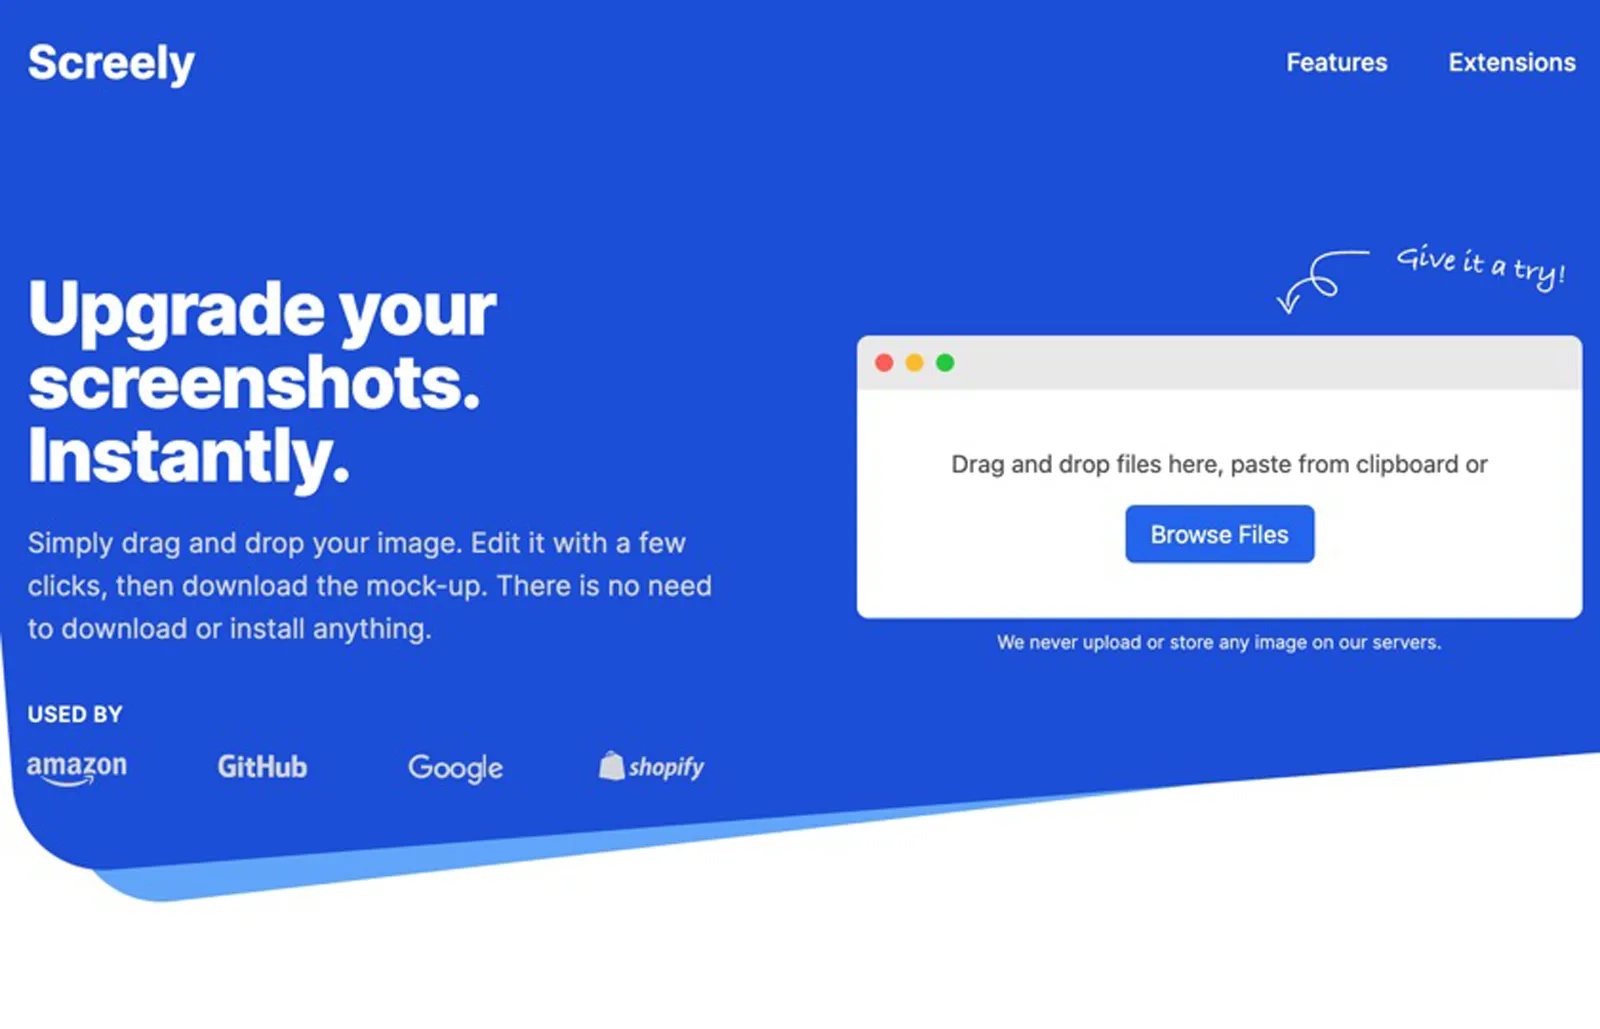 Screely
Features
Extensions
Upgrade your
screenshots.
Instantly.
Simply drag and drop your image. Edit it with a few
clicks, then download the mock-up. There is no need
to download or install anything.
USED BY
amazon
GitHub
Google
shopify
Give it a try!
Drag and drop files here, paste from clipboard or
Browse Files
We never upload or store any image on our servers.